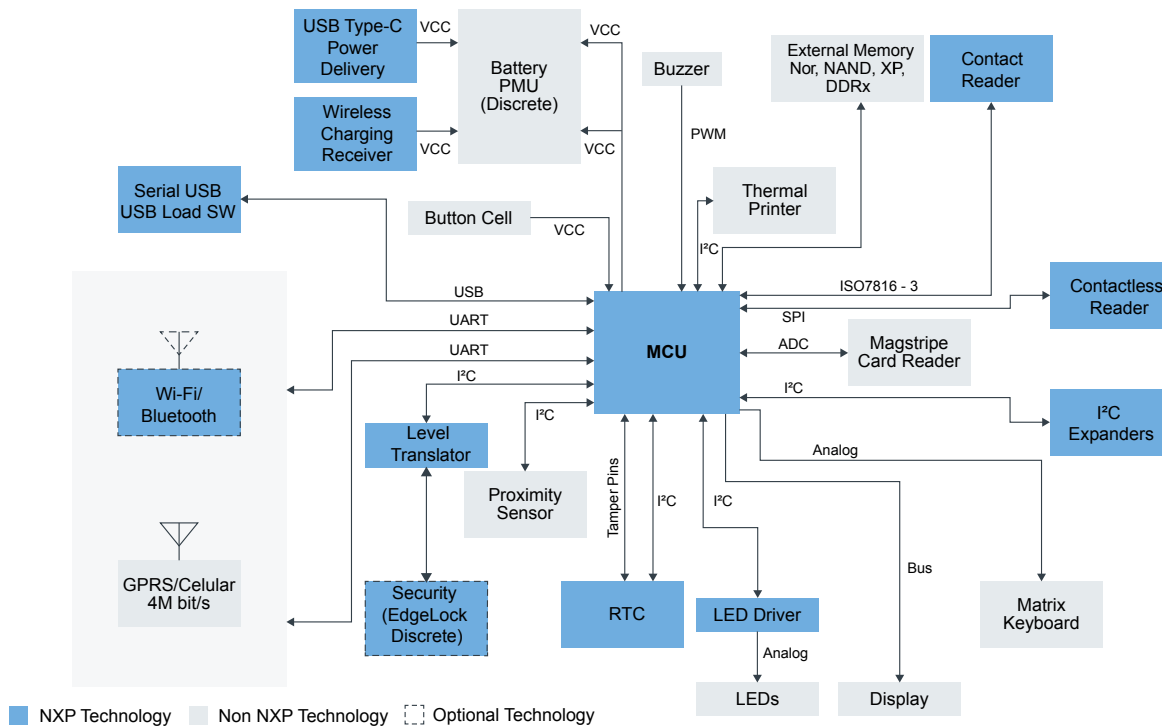 USB Type-C
Power
Delivery
VCC
Battery
PMU
(Discrete)
VCC
Wireless
Charging
Receiver
VCC
VCC
Buzzer
PWM
External Memory
Nor, NAND, XP,
DDRx
Contact
Reader
Serial USB
USB Load SW
Button Cell
VCC
Thermal
Printer
I²C
USB
UART
UART
I²C
I²C
MCU
ISO7816 - 3
SPI
ADC
I²C
Contactless
Reader
Magstripe
Card Reader
I²C
Expanders
Wi-Fi/
Bluetooth
Level
Translator
Proximity
Sensor
Analog
Tamper Pins
I²C
I²C
Bus
GPRS/Celular
4M bit/s
Security
(EdgeLock
Discrete)
RTC
LED Driver
Matrix
Keyboard
Analog
LEDs
Display
NXP Technology
Non NXP Technology
Optional Technology